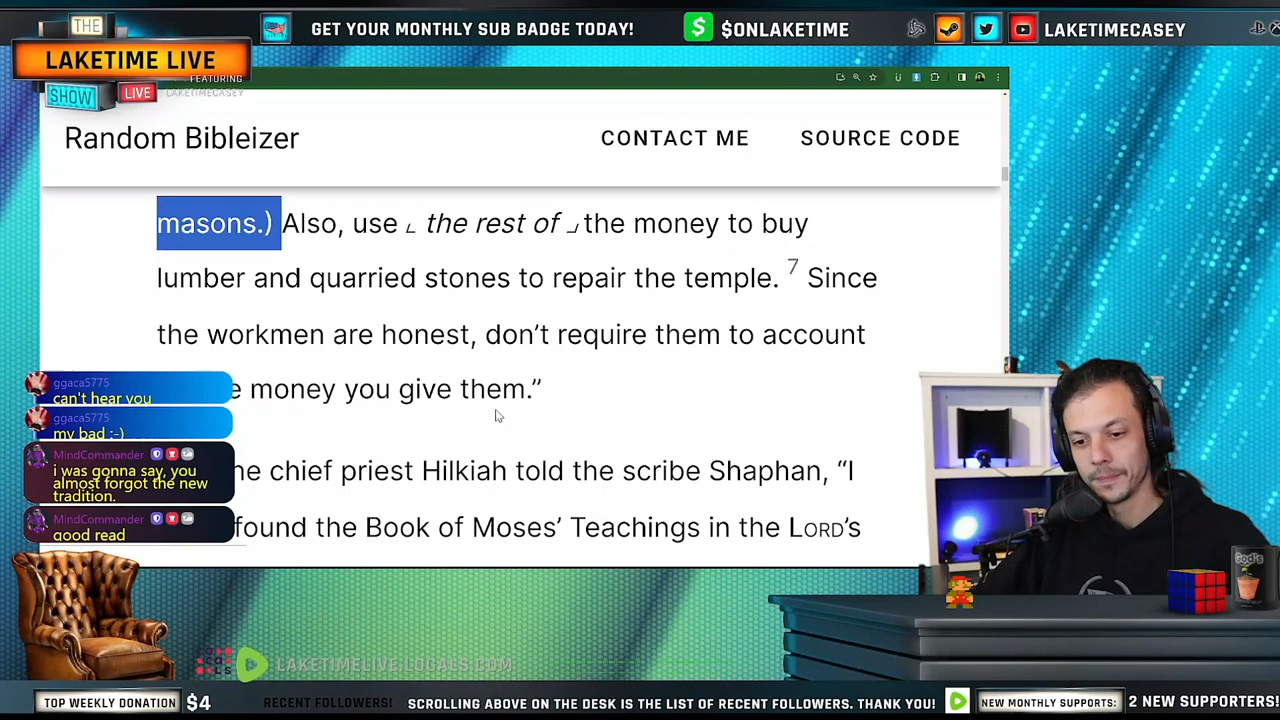 THE
LAKETIME LIVE
FEATURING
SHOW
LIVE
LAKETIMECASEY
GET YOUR MONTHLY SUB BADGE TODAY!
$ $ONLAKETIME
LAKETIMECASEY
Random Bibleizer
CONTACT ME
SOURCE CODE
masons.) Also, use ⌞ the rest of ⌟ the money to buy
lumber and quarried stones to repair the temple. 7 Since
the workmen are honest, don’t require them to account
e money you give them.”
he chief priest Hilkiah told the scribe Shaphan, “I
found the Book of Moses’ Teachings in the LORD’s
ggaca5775
can't hear you
ggaca5775
my bad :-)
MindCommander
i was gonna say, you
almost forgot the new
tradition.
MindCommander
good read
God's
locals
LAKETIMELIVE.LOCALS.COM
TOP WEEKLY DONATION $4
RECENT FOLLOWERS!
SCROLLING ABOVE ON THE DESK IS THE LIST OF RECENT FOLLOWERS. THANK YOU!
NEW MONTHLY SUPPORTS:
2 NEW SUPPORTERS!